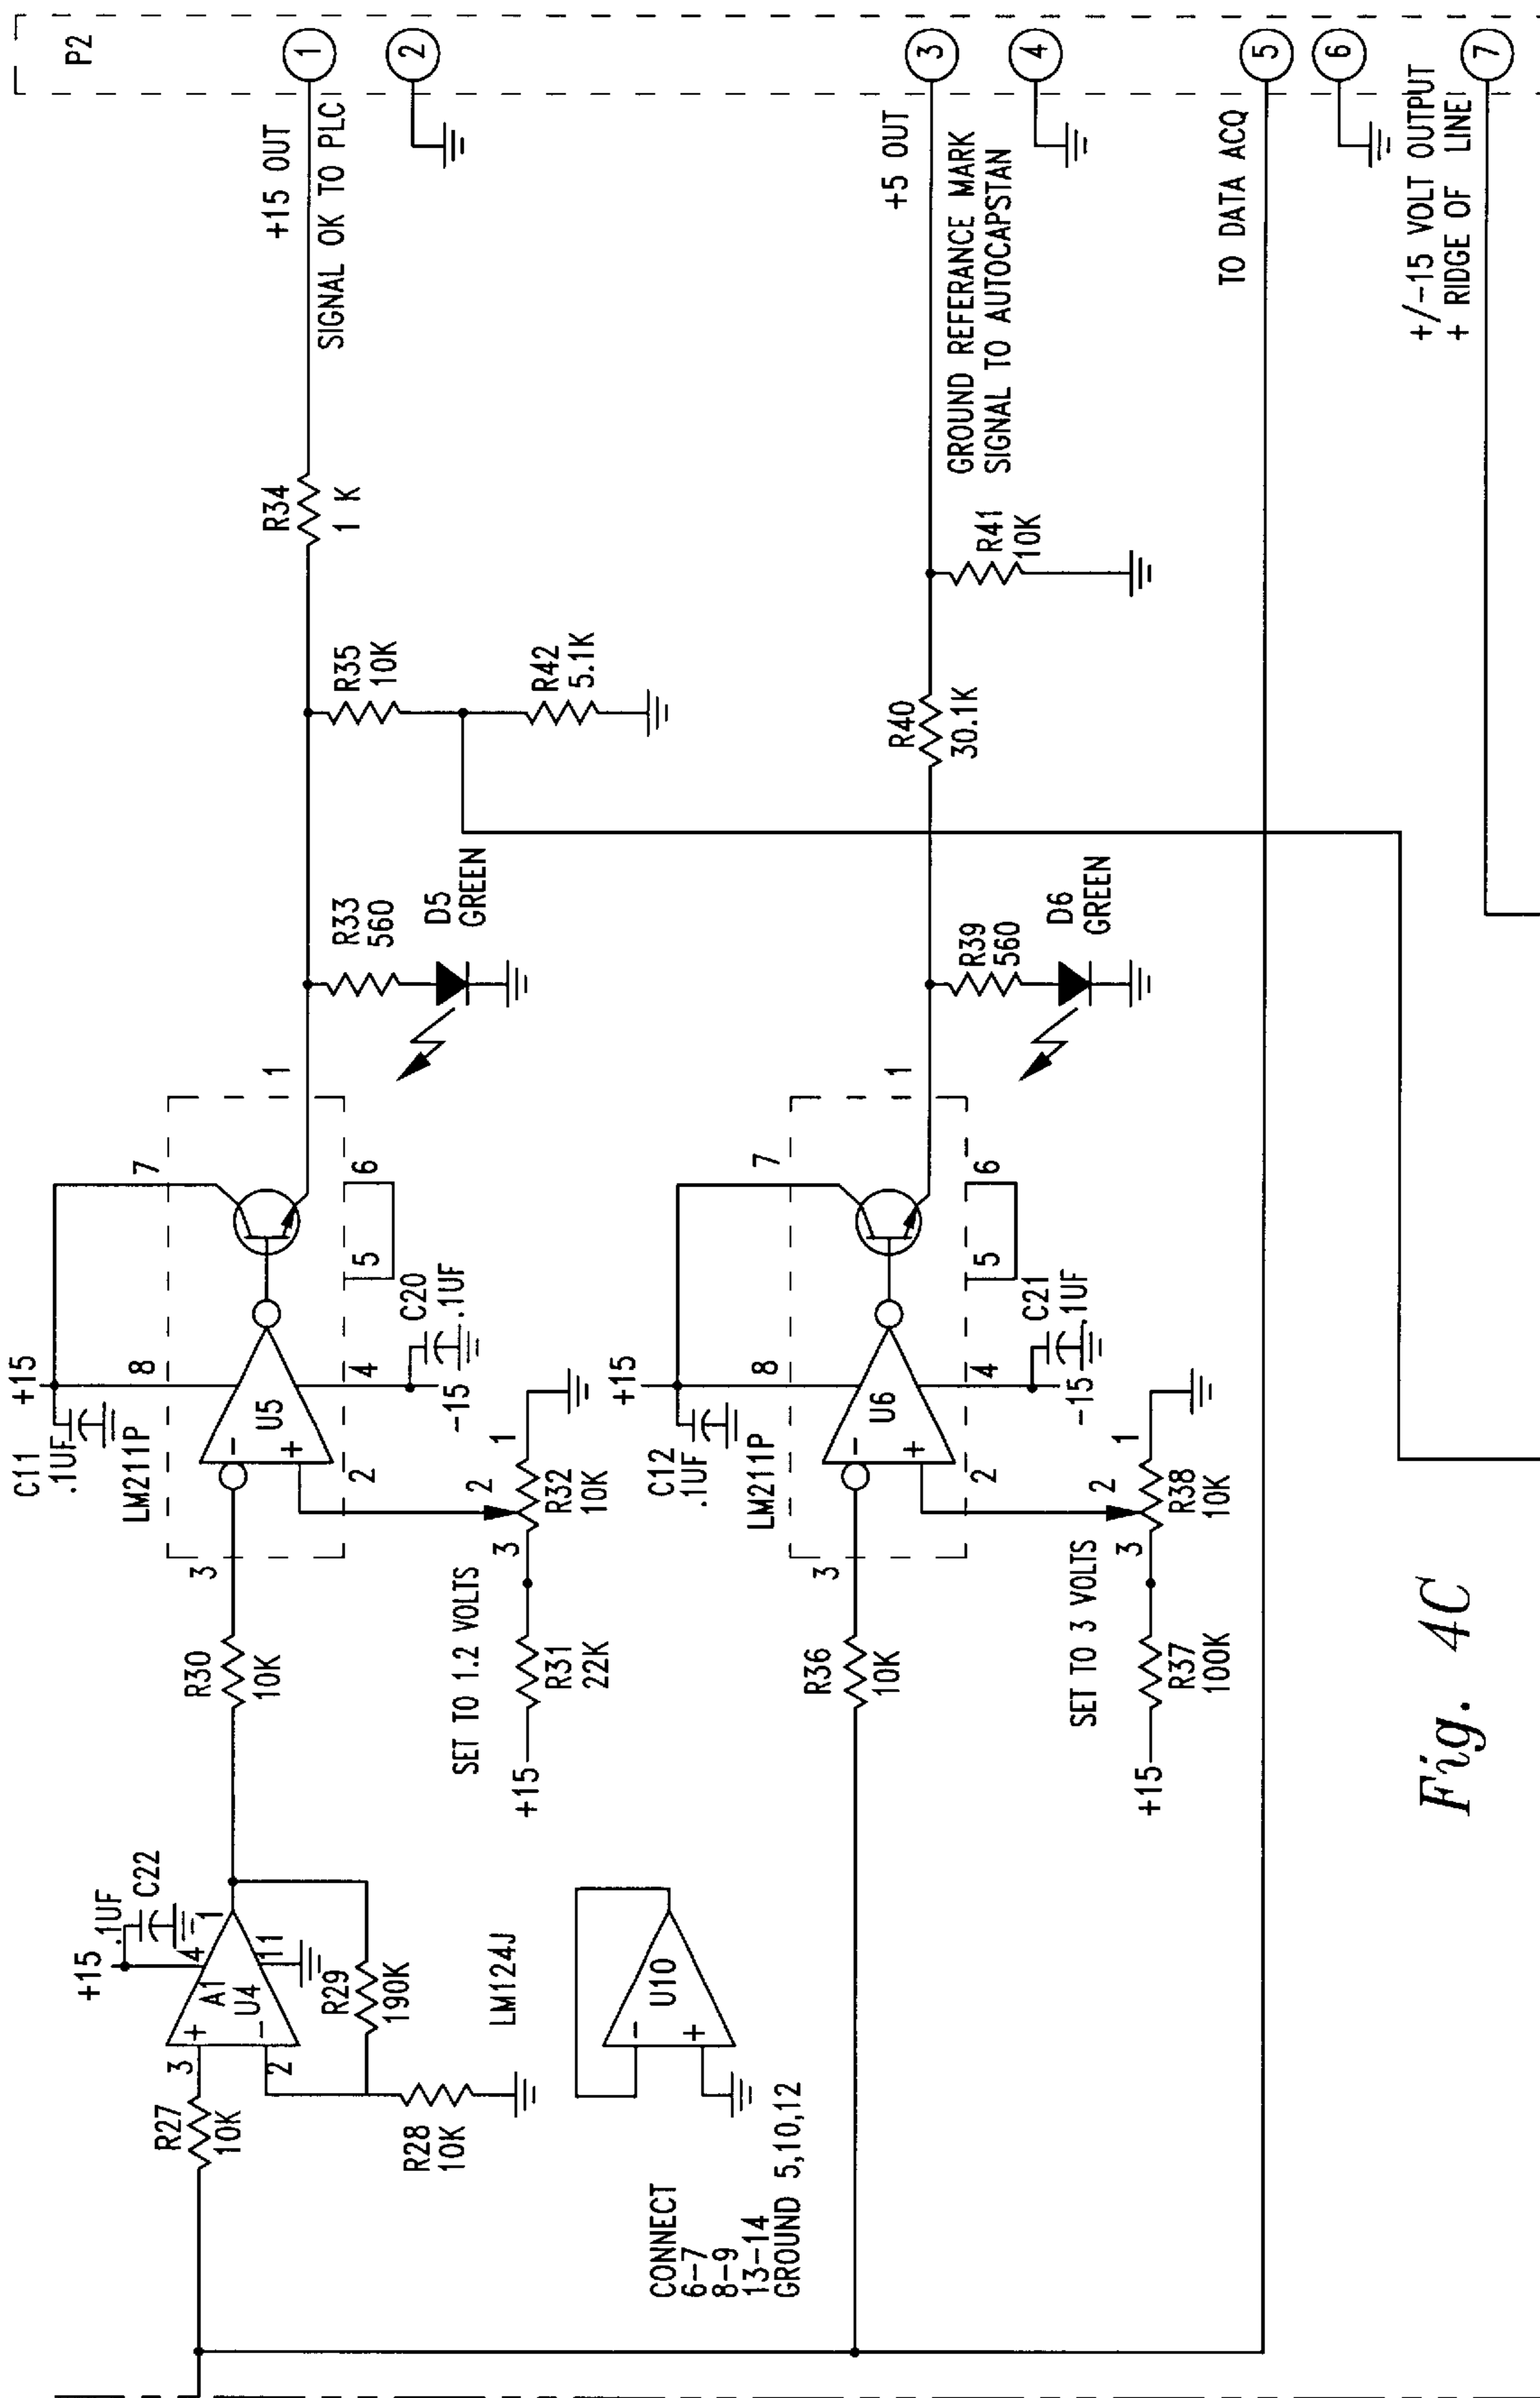 P2
1
2
3
4
5
6
7
+15 OUT
SIGNAL OK TO PLC
+5 OUT
GROUND REFERANCE MARK
SIGNAL TO AUTOCAPSTAN
TO DATA ACQ
+/-15 VOLT OUTPUT
+ RIDGE OF LINE
R34
1 K
R35
10K
R42
5.1K
R41
10K
R40
30.1K
R33
560
D5
GREEN
R39
560
D6
GREEN
+15
C11
.1UF
LM211P
8
7
1
U5
-
+
3
2
4
5
6
C20
.1UF
-15
1
2
3
R32
10K
SET TO 1.2 VOLTS
R31
22K
+15
R30
10K
+15
C12
.1UF
LM211P
8
7
1
U6
-
+
3
2
4
5
6
C21
.1UF
-15
1
2
3
R38
10K
SET TO 3 VOLTS
R37
100K
+15
R36
10K
+15
.1UF
C22
4
1
11
A1
U4
+
-
3
2
R29
190K
R27
10K
R28
10K
LM124J
U10
-
+
CONNECT
6-7
8-9
13-14
GROUND 5,10,12
Fig. 4C